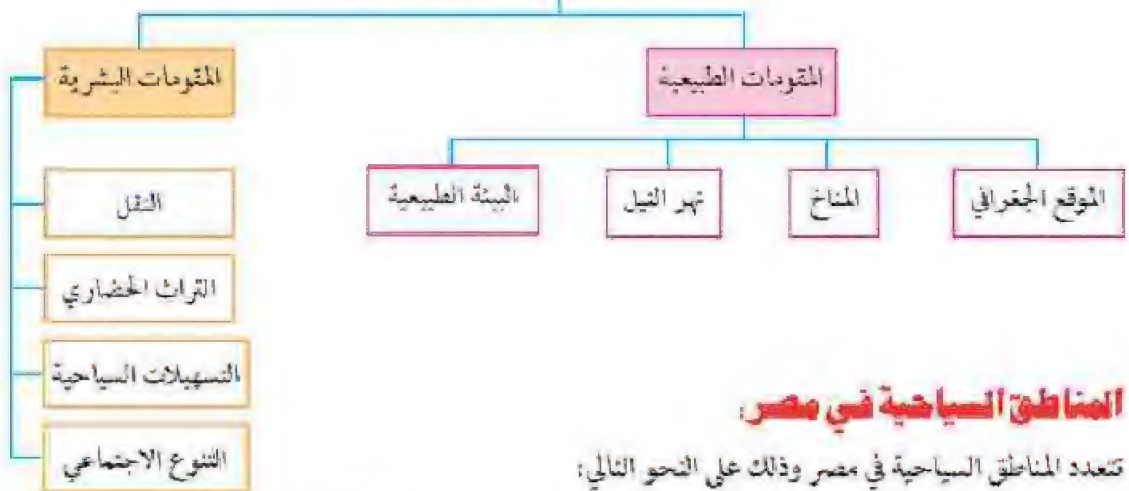 المقومات الطبيعية
المقومات البشرية
الموقع الجغرافي
المناخ
نهر النيل
البيئة الطبيعية
النقل
التراث الحضاري
التسهيلات السياحية
التنوع الاجتماعي
المناطق السياحية في مصر:
تتعدد المناطق السياحية في مصر وذلك على النحو التالي: